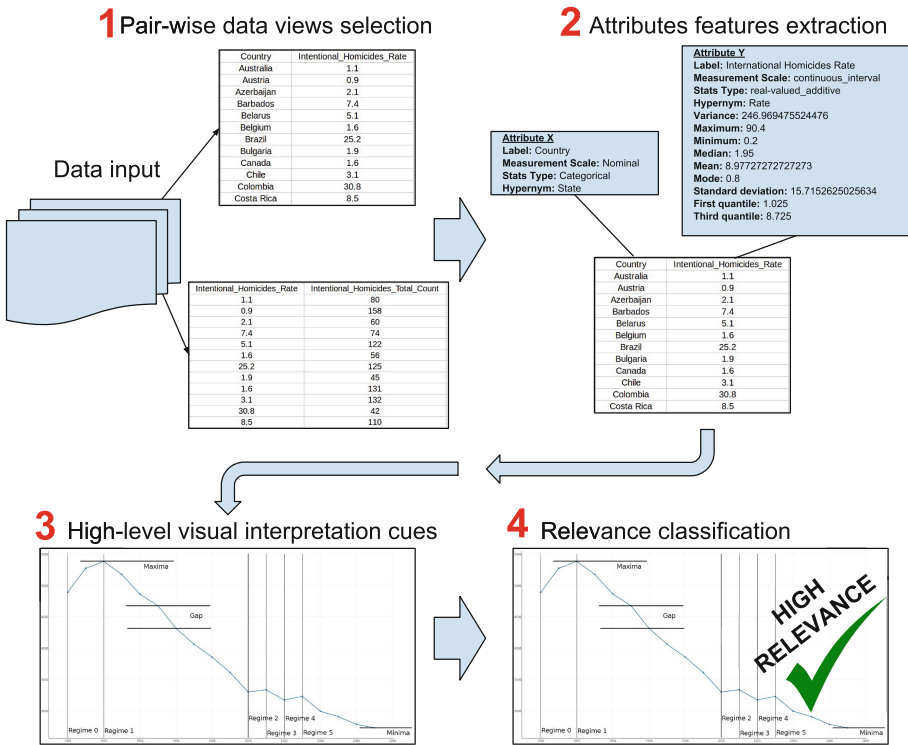 1 Pair-wise data views selection
2 Attributes features extraction
Data input
Country Intentional_Homicides_Rate
Australia 1.1
Austria 0.9
Azerbaijan 2.1
Barbados 7.4
Belarus 5.1
Belgium 1.6
Brazil 25.2
Bulgaria 1.9
Canada 1.6
Chile 3.1
Colombia 30.8
Costa Rica 8.5
Intentional_Homicides_Rate Intentional_Homicides_Total_Count
1.1 80
0.9 158
2.1 60
7.4 74
5.1 122
1.6 56
25.2 125
1.9 45
1.6 131
3.1 132
30.8 42
8.5 110
Attribute X
Label: Country
Measurement Scale: Nominal
Stats Type: Categorical
Hypernym: State
Attribute Y
Label: International Homicides Rate
Measurement Scale: continuous_interval
Stats Type: real-valued_additive
Hypernym: Rate
Variance: 246.969475524476
Maximum: 90.4
Minimum: 0.2
Median: 1.95
Mean: 8.97727272727273
Mode: 0.8
Standard deviation: 15.7152625025634
First quantile: 1.025
Third quantile: 8.725
Country Intentional_Homicides_Rate
Australia 1.1
Austria 0.9
Azerbaijan 2.1
Barbados 7.4
Belarus 5.1
Belgium 1.6
Brazil 25.2
Bulgaria 1.9
Canada 1.6
Chile 3.1
Colombia 30.8
Costa Rica 8.5
3 High-level visual interpretation cues
Maxima
Gap
Regime 0 Regime 1
Regime 2
Regime 3
Regime 4
Regime 5
Minima
4 Relevance classification
Maxima
Gap
Regime 0 Regime 1
Regime 2
Regime 3
Regime 4
Regime 5
Minima
HIGH
RELEVANCE